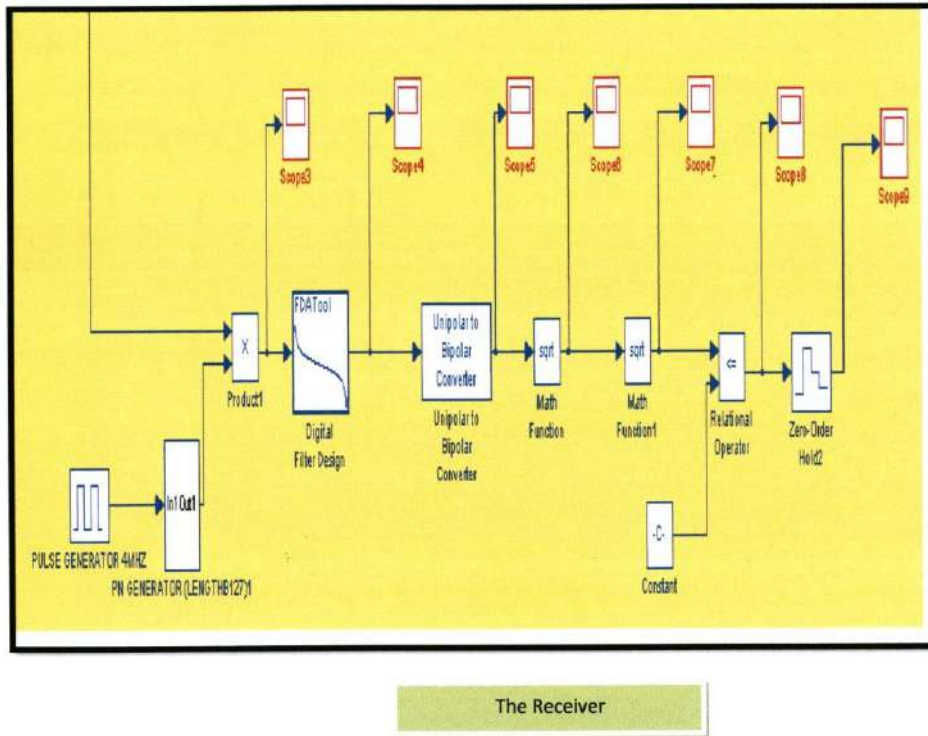 Scope3
Scope4
Scope5
Scope6
Scope7
Scope8
Scope9
X
Product1
FDATool
Digital
Filter Design
Unipolar to
Bipolar
Converter
Unipolar to
Bipolar
Converter
sqrt
Math
Function
sqrt
Math
Function1
<=
Relational
Operator
Zero-Order
Hold2
In1 Out1
PULSE GENERATOR 4MHZ
PN GENERATOR (LENGTHB127)1
-C-
Constant
The Receiver